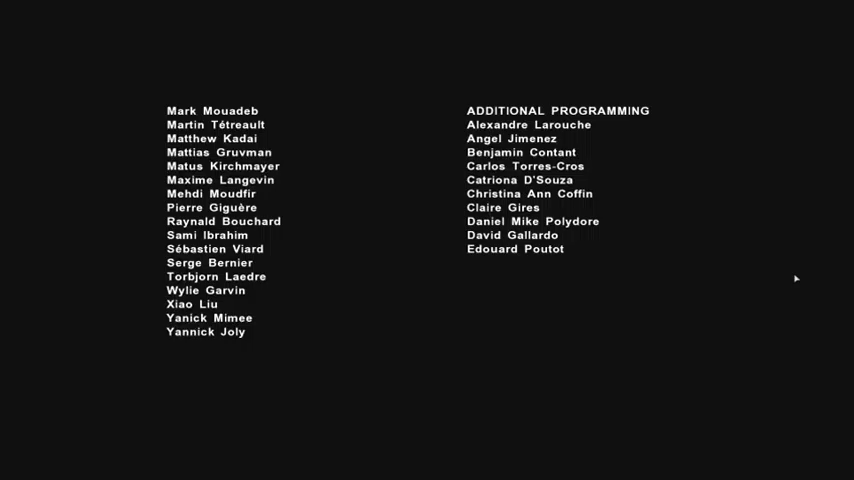 Mark Mouadeb
Martin Tétreault
Matthew Kadai
Mattias Gruvman
Matus Kirchmayer
Maxime Langevin
Mehdi Moudfir
Pierre Giguère
Raynald Bouchard
Sami Ibrahim
Sébastien Viard
Serge Bernier
Torbjorn Laedre
Wylie Garvin
Xiao Liu
Yanick Mimee
Yannick Joly
ADDITIONAL PROGRAMMING
Alexandre Larouche
Angel Jimenez
Benjamin Contant
Carlos Torres-Cros
Catriona D'Souza
Christina Ann Coffin
Claire Gires
Daniel Mike Polydore
David Gallardo
Edouard Poutot